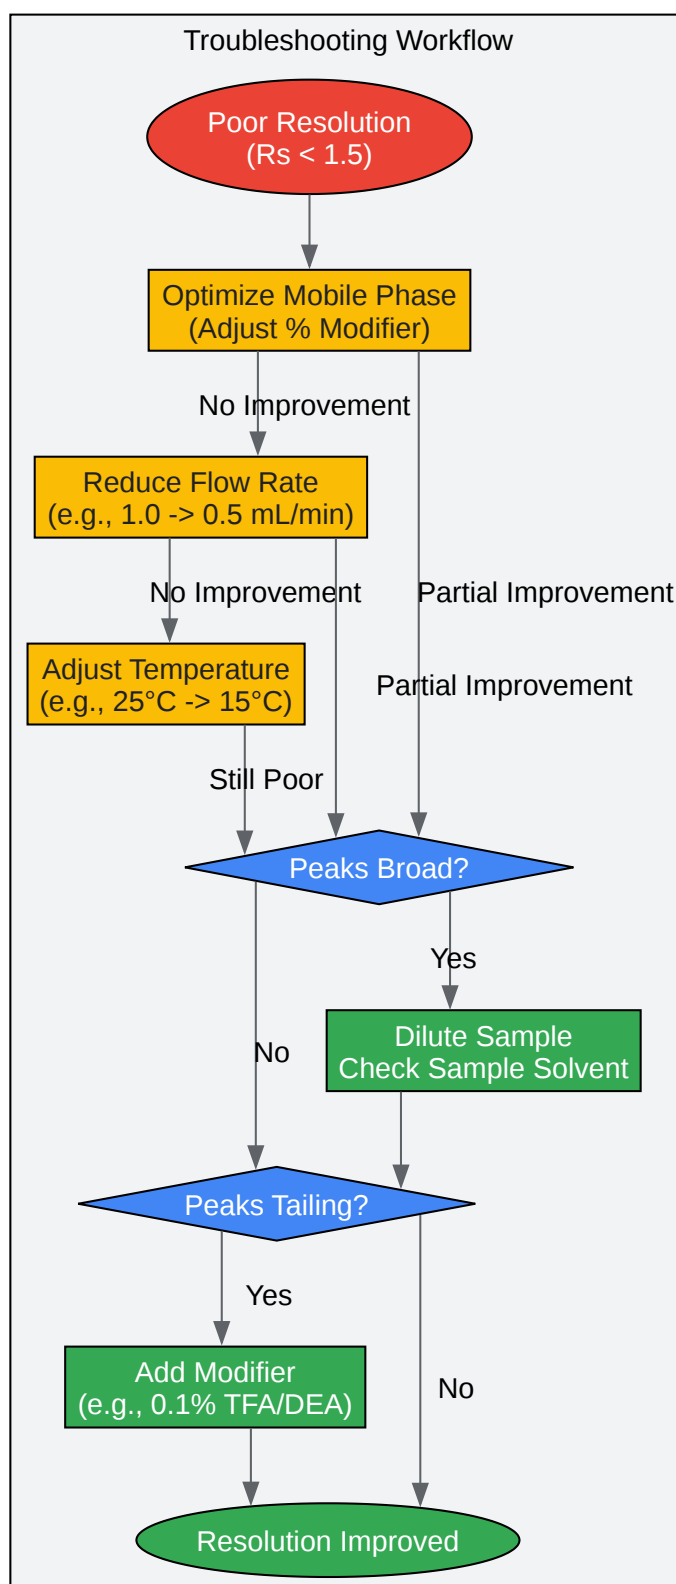 Troubleshooting Workflow
Poor Resolution
(Rs < 1.5)
Optimize Mobile Phase
(Adjust % Modifier)
No Improvement
Reduce Flow Rate
(e.g., 1.0 -> 0.5 mL/min)
No Improvement
Partial Improvement
Adjust Temperature
(e.g., 25°C -> 15°C)
Partial Improvement
Still Poor
Peaks Broad?
Yes
Dilute Sample
Check Sample Solvent
No
Peaks Tailing?
Yes
Add Modifier
(e.g., 0.1% TFA/DEA)
No
Resolution Improved